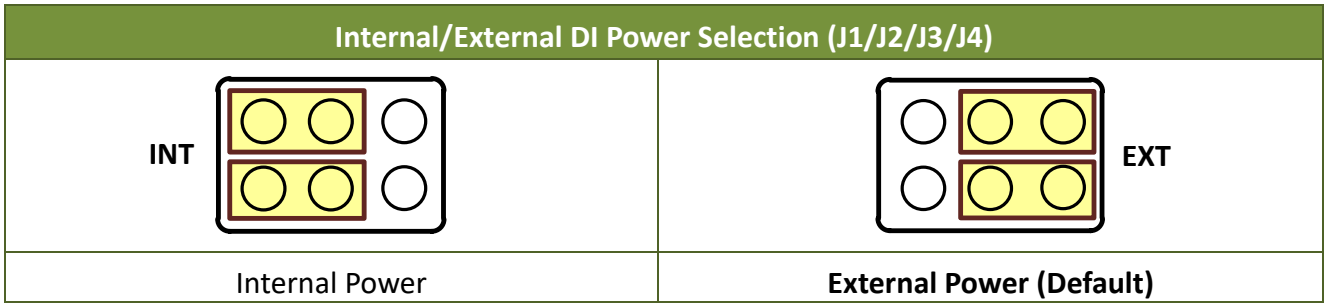 Internal/External DI Power Selection (J1/J2/J3/J4)
INT
EXT
Internal Power
External Power (Default)